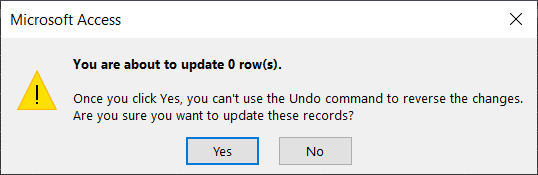 Microsoft Access
You are about to update 0 row(s).
Once you click Yes, you can't use the Undo command to reverse the changes.
Are you sure you want to update these records?
Yes
No